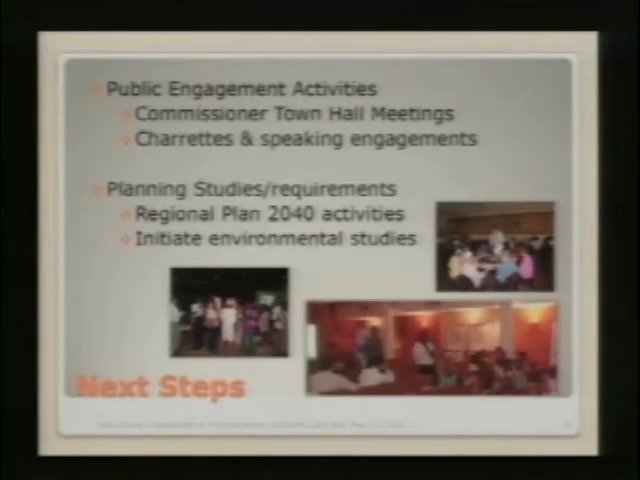 Public Engagement Activities
Commissioner Town Hall Meetings
Charrettes & speaking engagements
Planning Studies/requirements
Regional Plan 2040 activities
Initiate environmental studies
Next Steps